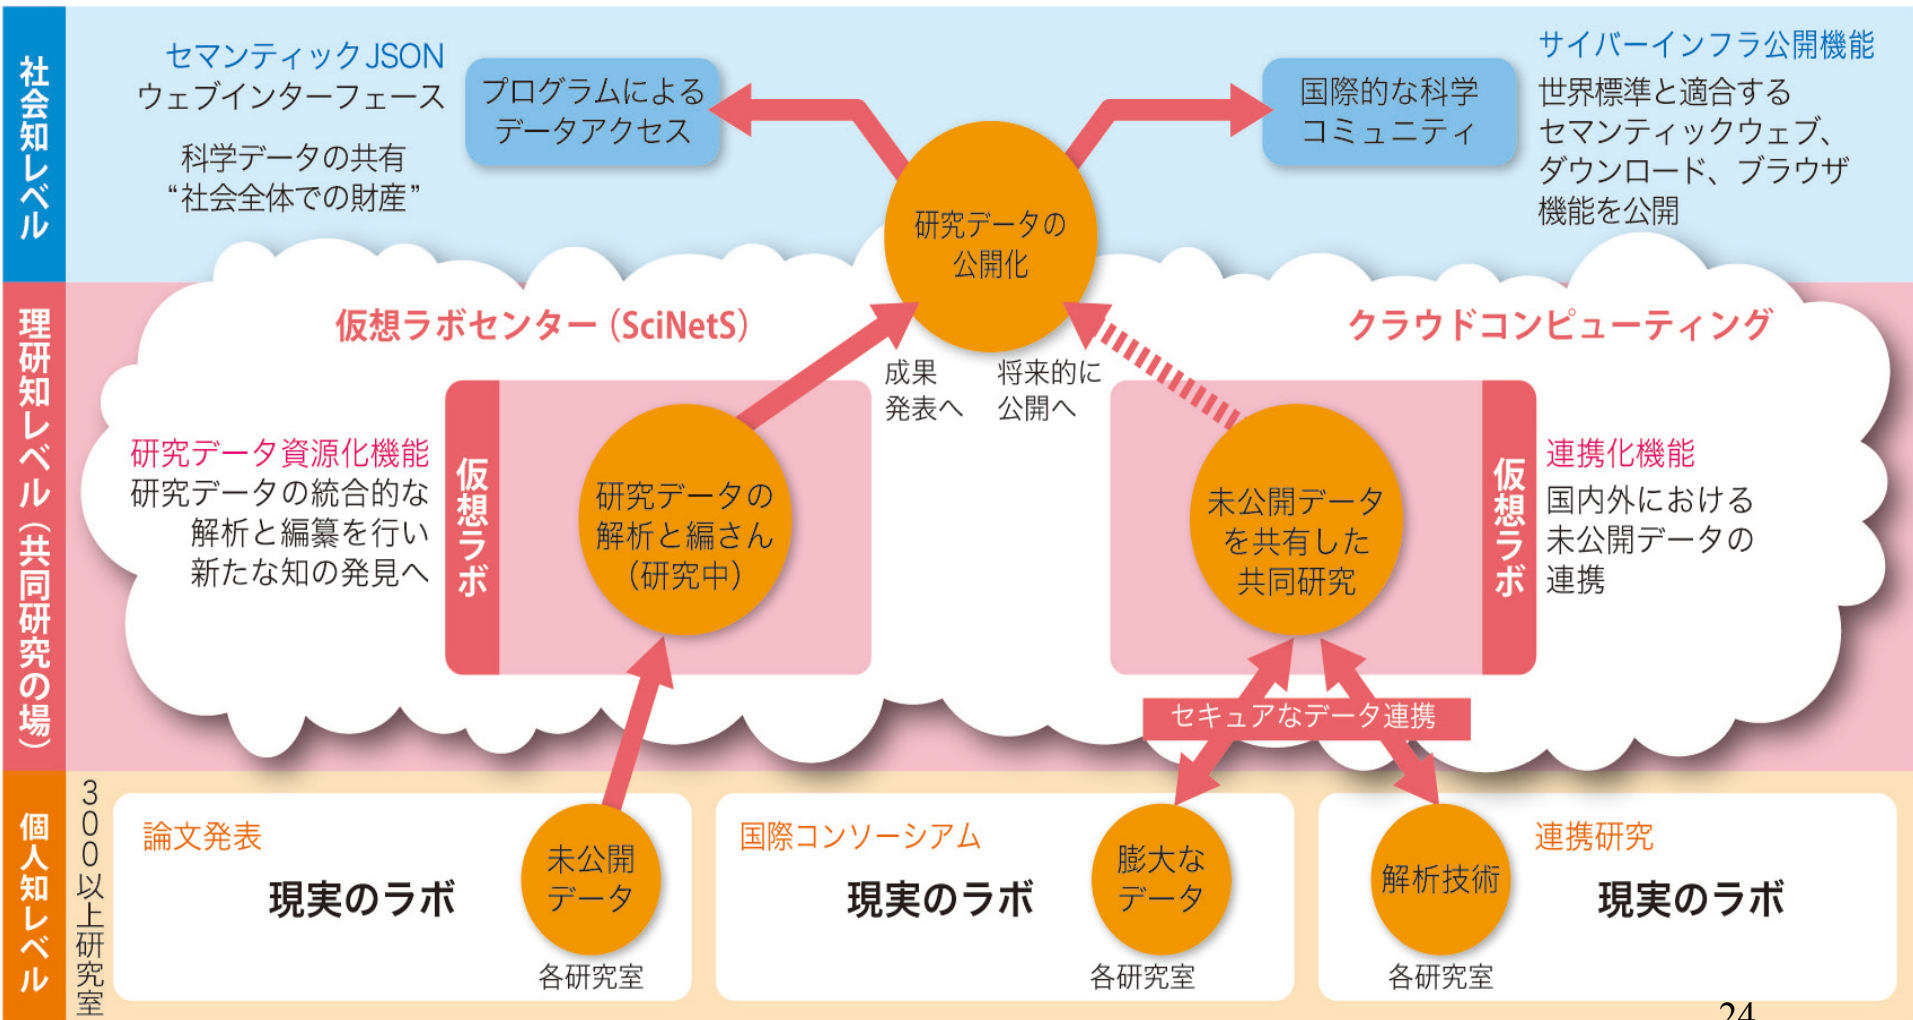 社会知レベル
セマンティックJSON
ウェブインターフェース
科学データの共有
“社会全体での財産”
プログラムによる
データアクセス
国際的な科学
コミュニティ
サイバーインフラ公開機能
世界標準と適合する
セマンティックウェブ、
ダウンロード、ブラウザ
機能を公開
研究データの
公開化
理研知レベル（共同研究の場）
仮想ラボセンター（SciNetS）
クラウドコンピューティング
成果
発表へ
将来的に
公開へ
研究データ資源化機能
研究データの統合的な
解析と編纂を行い
新たな知の発見へ
仮想ラボ
研究データの
解析と編さん
（研究中）
未公開データ
を共有した
共同研究
仮想ラボ
連携化機能
国内外における
未公開データの
連携
セキュアなデータ連携
個人知レベル
300以上研究室
論文発表
現実のラボ
未公開
データ
各研究室
国際コンソーシアム
現実のラボ
膨大な
データ
各研究室
解析技術
各研究室
連携研究
現実のラボ
24